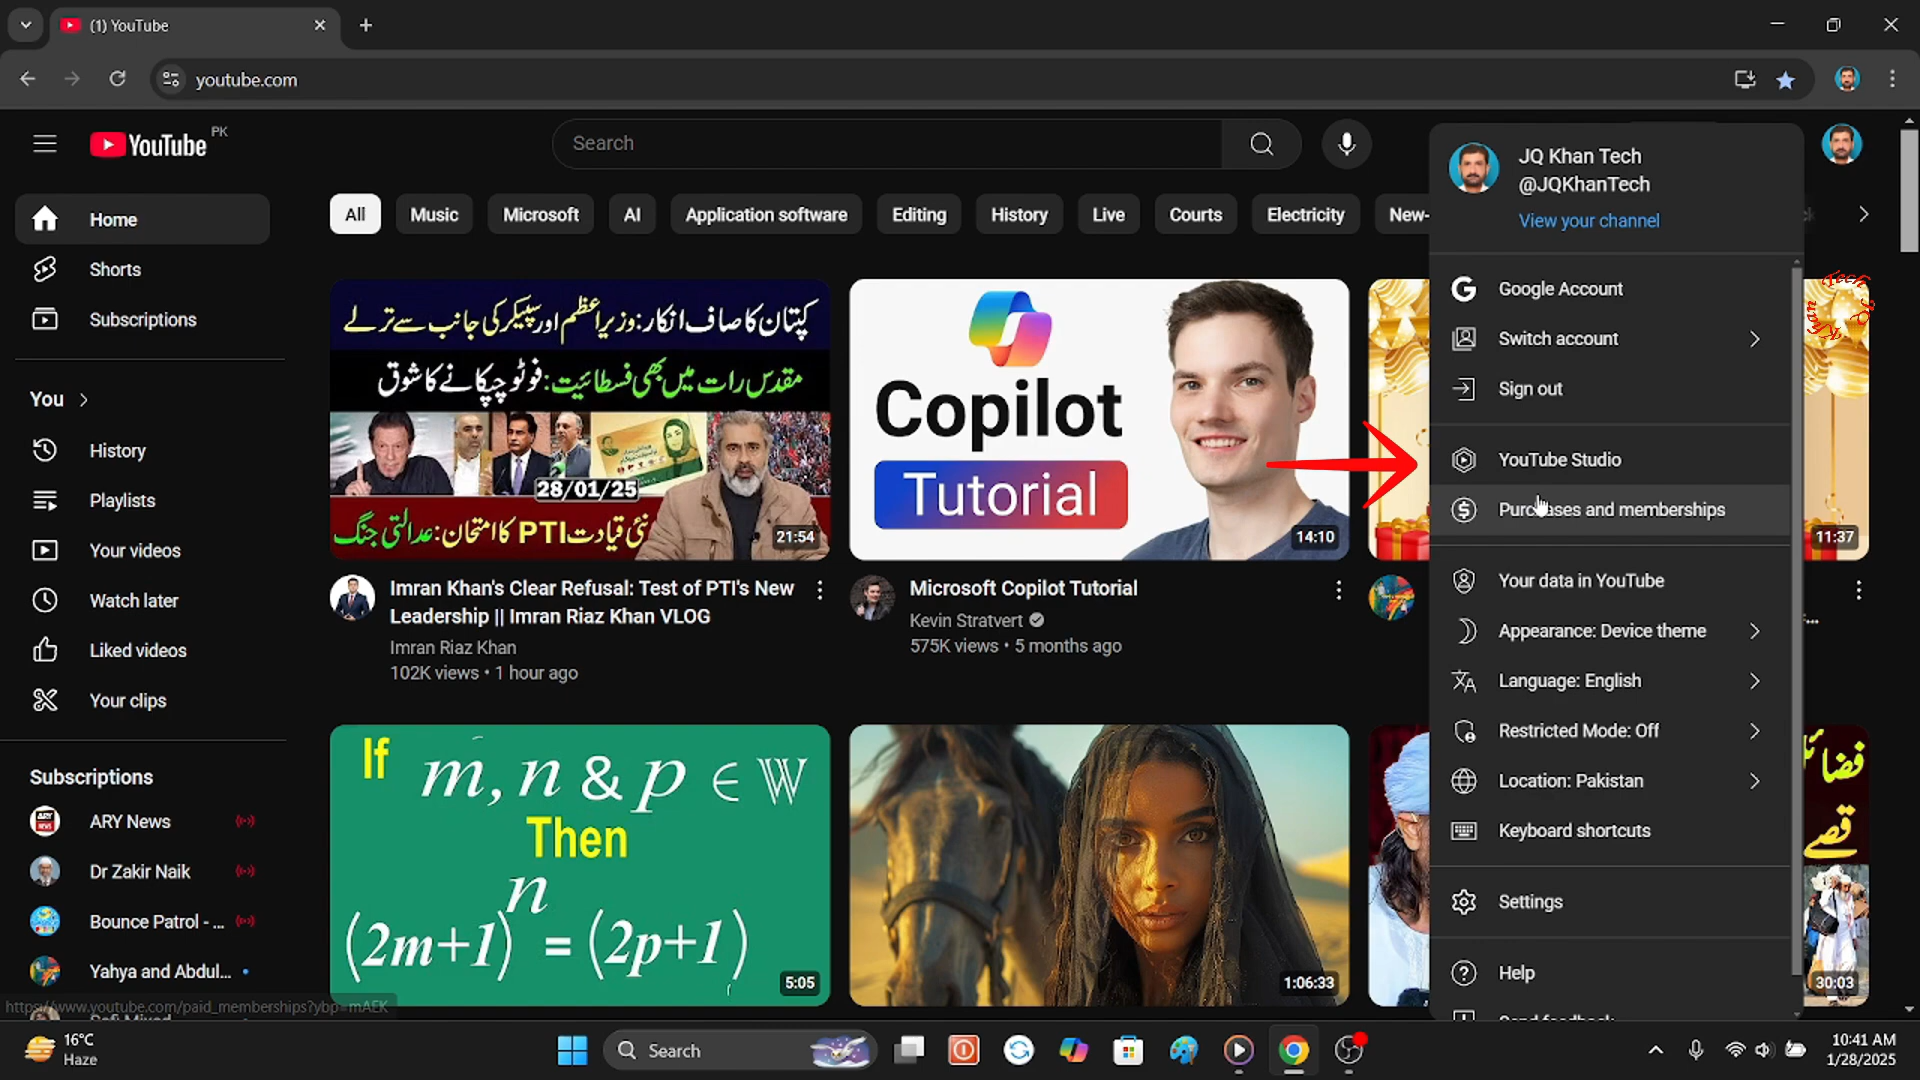 (1) YouTube
youtube.com
YouTube PK
Search
JQ Khan Tech
@JQKhanTech
View your channel
All
Music
Microsoft
AI
Application software
Editing
History
Live
Courts
Electricity
New-
Home
Shorts
Subscriptions
You
History
Playlists
Your videos
Watch later
Liked videos
Your clips
Subscriptions
ARY News
Dr Zakir Naik
Bounce Patrol - ...
Yahya and Abdul...
https://www.youtube.com/paid_memberships?ybp=mAEK
کپتان کا صاف انکار: وزیراعظم اور سپیکر کی جانب سے ترلے
مقدس رات میں بھی فسطائیت: فوٹو چپکانے کا شوق
28/01/25
نئی قیادت PTI کا امتحان: عدالتی جنگ
21:54
Imran Khan's Clear Refusal: Test of PTI's New
Leadership || Imran Riaz Khan VLOG
Imran Riaz Khan
102K views • 1 hour ago
Copilot
Tutorial
14:10
Microsoft Copilot Tutorial
Kevin Stratvert
575K views • 5 months ago
11:37
If m, n & p ∈ W
Then
(2m+1)ⁿ = (2p+1)
5:05
1:06:33
فضائل
قصے
30:03
Google Account
Switch account
Sign out
YouTube Studio
Purchases and memberships
Your data in YouTube
Appearance: Device theme
Language: English
Restricted Mode: Off
Location: Pakistan
Keyboard shortcuts
Settings
Help
Send feedback
Tech JQ Khan
16°C
Haze
Search
10:41 AM
1/28/2025